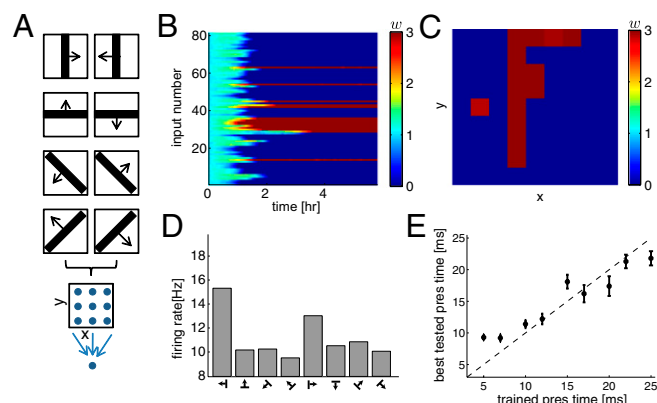 A
B
C
D
E
w
3
2
1
0
80
60
40
20
input number
0
2
4
time [hr]
w
3
2
1
0
y
x
y
x
18
16
14
12
10
8
firing rate[Hz]
25
20
15
10
5
best tested pres time [ms]
5
10
15
20
25
trained pres time [ms]